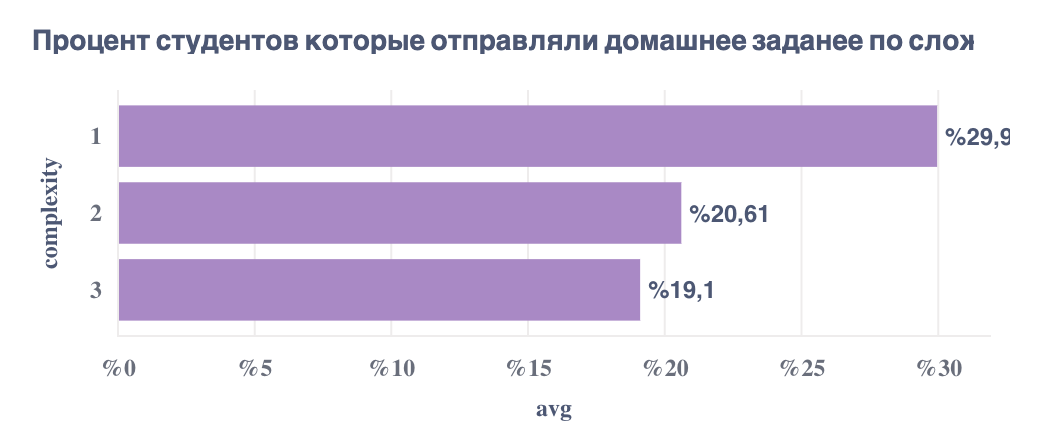 Процент студентов которые отправляли домашнее заданее по слож
complexity
1
%29,9
2
%20,61
3
%19,1
%0 %5 %10 %15 %20 %25 %30
avg